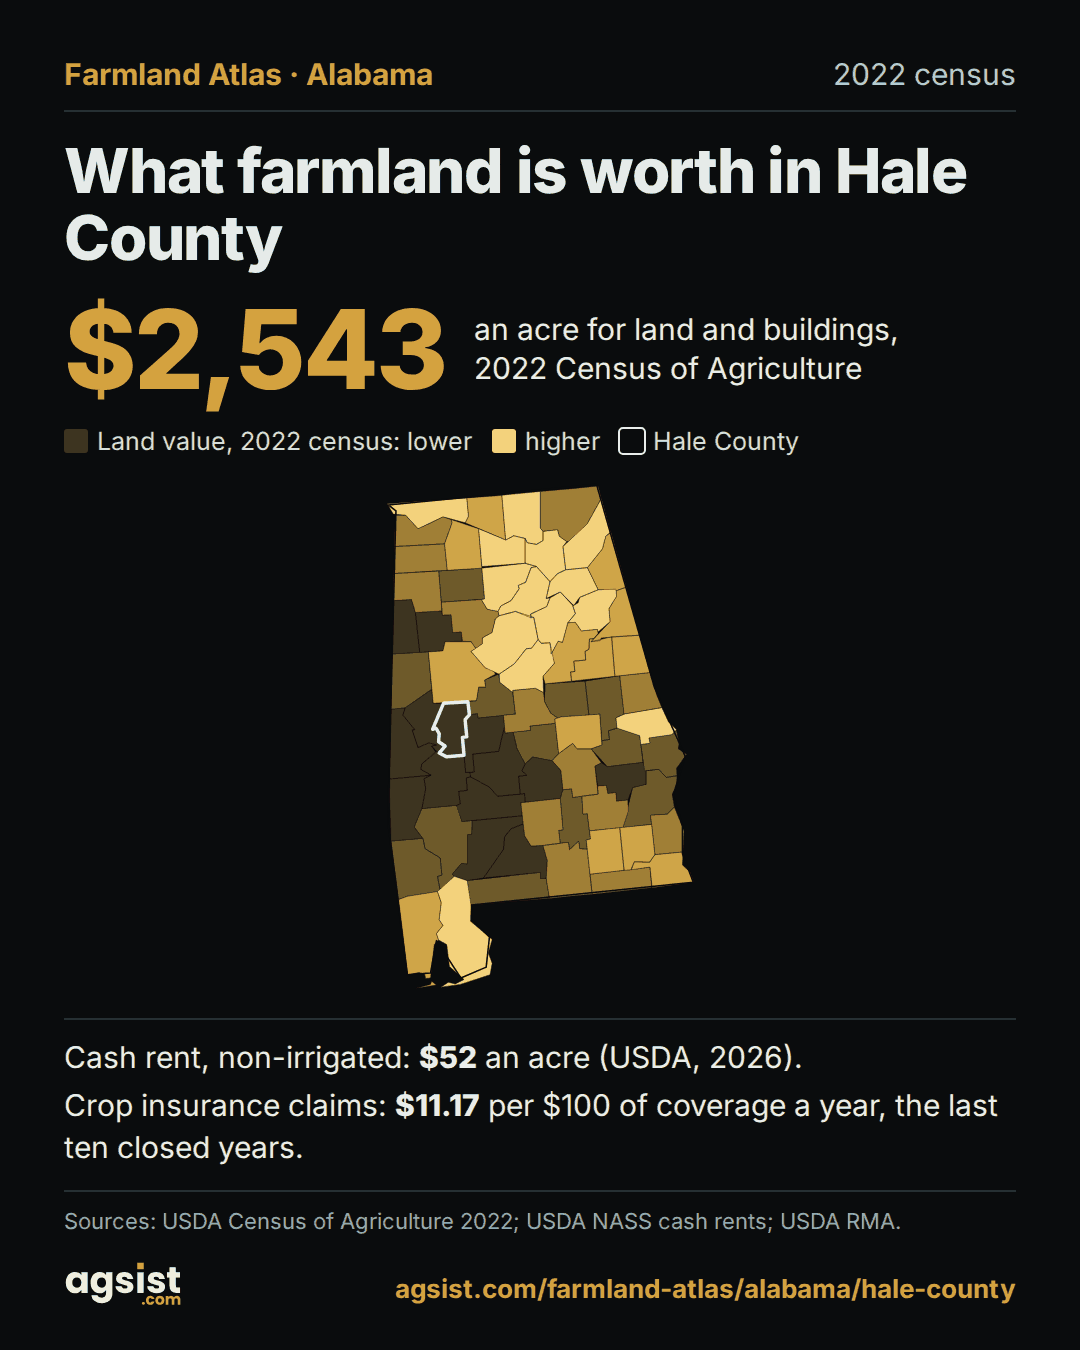 Farmland Atlas · Alabama
2022 census
What farmland is worth in Hale
County
$2,543
an acre for land and buildings,
2022 Census of Agriculture
Land value, 2022 census: lower
higher
Hale County
Cash rent, non-irrigated: $52 an acre (USDA, 2026).
Crop insurance claims: $11.17 per $100 of coverage a year, the last
ten closed years.
Sources: USDA Census of Agriculture 2022; USDA NASS cash rents; USDA RMA.
agsist
.com
agsist.com/farmland-atlas/alabama/hale-county